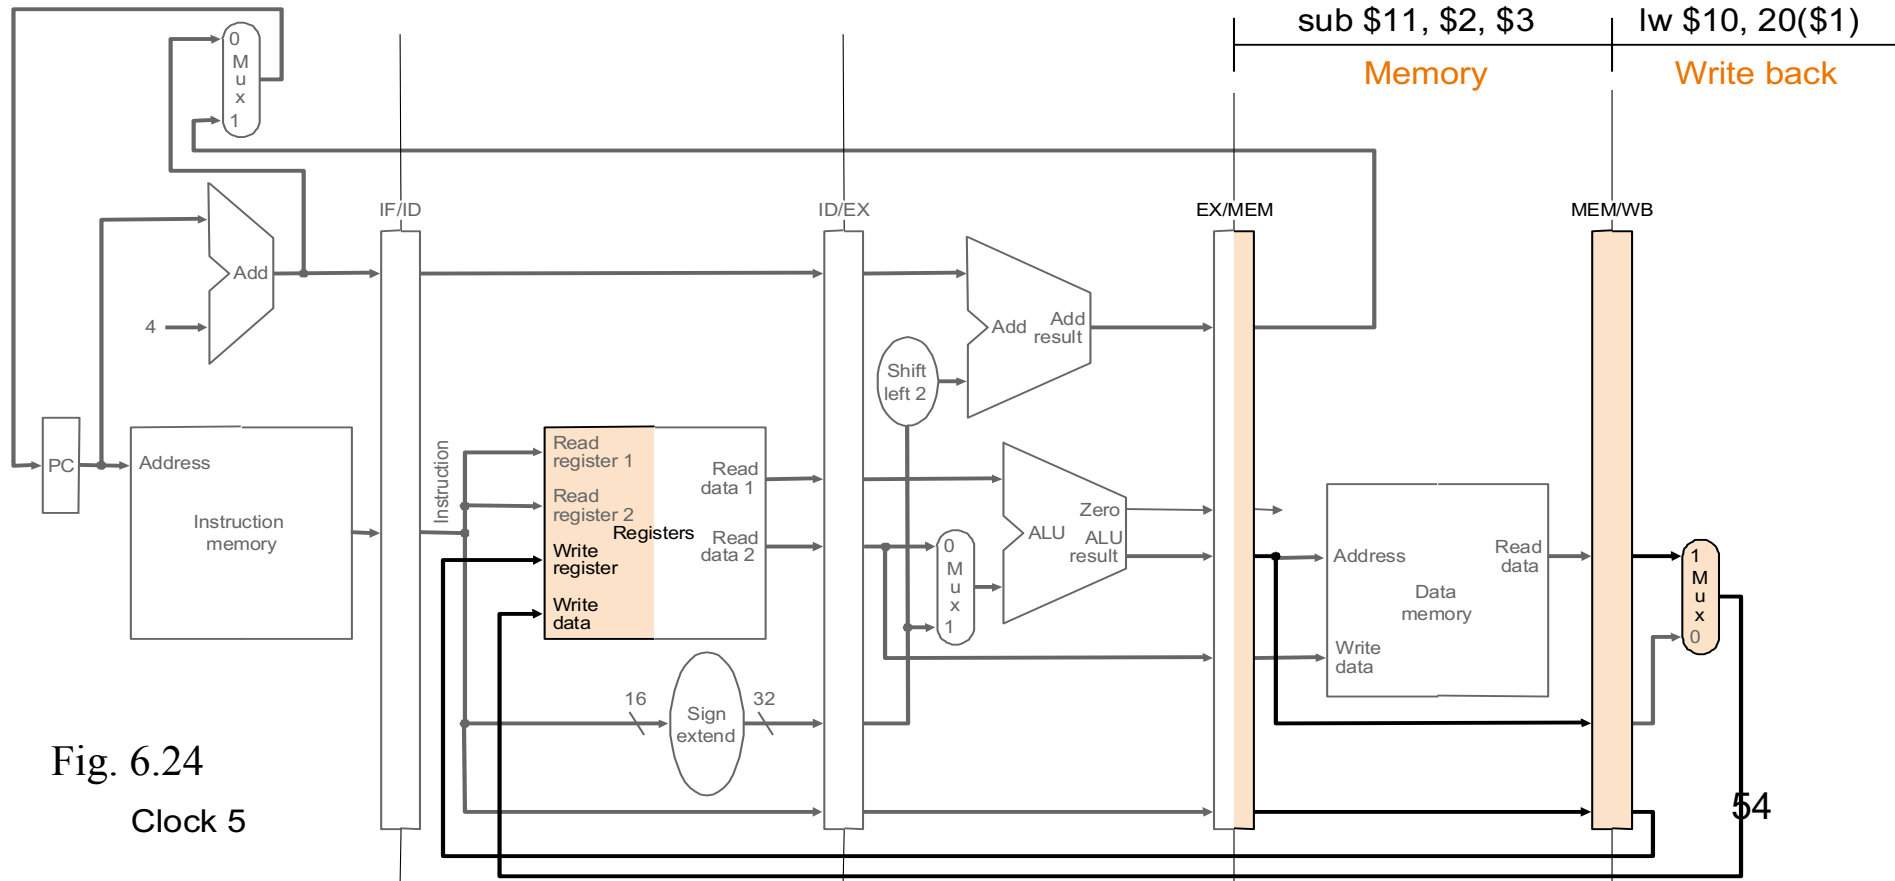 sub $11, $2, $3
lw $10, 20($1)
Memory
Write back
0
M
u
x
1
IF/ID
ID/EX
EX/MEM
MEM/WB
Add
4
Add
Add
result
Shift
left 2
PC
Address
Instruction
memory
Instruction
Read
register 1
Read
register 2
Registers
Write
register
Write
data
Read
data 1
Read
data 2
0
M
u
x
1
Zero
ALU
ALU
result
Address
Read
data
Data
memory
Write
data
1
M
u
x
0
16
Sign
extend
32
Fig. 6.24
Clock 5
54